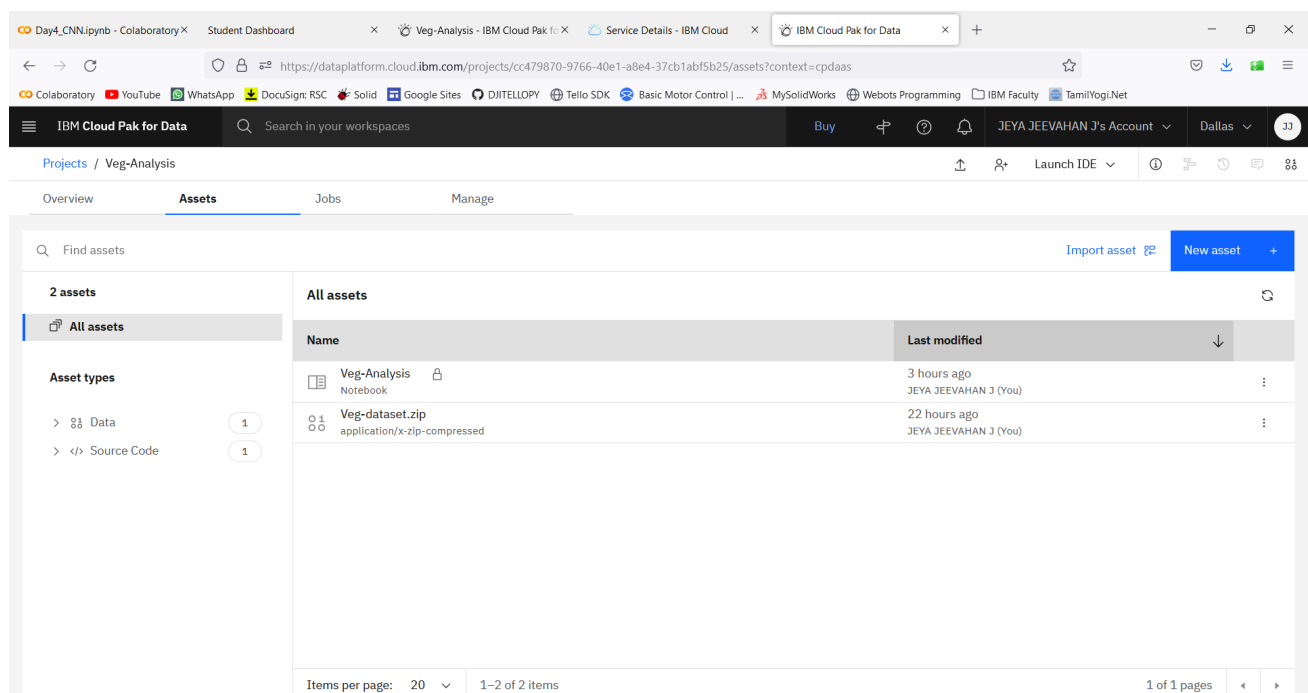 Day4_CNN.ipynb - Colaboratory Student Dashboard Veg-Analysis - IBM Cloud Pak fo Service Details - IBM Cloud IBM Cloud Pak for Data
https://dataplatform.cloud.ibm.com/projects/cc479870-9766-40e1-a8e4-37cb1abf5b25/assets?context=cpdaas
Colaboratory YouTube WhatsApp DocuSign: RSC Solid Google Sites DJITELLOPY Tello SDK Basic Motor Control | ... MySolidWorks Webots Programming IBM Faculty TamilYogi.Net
IBM Cloud Pak for Data Search in your workspaces Buy JEYA JEEVAHAN J's Account Dallas JJ
Projects / Veg-Analysis Launch IDE
Overview Assets Jobs Manage
Find assets Import asset New asset +
2 assets All assets
All assets
Name Last modified
Asset types
Veg-Analysis 3 hours ago
Notebook JEYA JEEVAHAN J (You)
Data 1
Veg-dataset.zip 22 hours ago
application/x-zip-compressed JEYA JEEVAHAN J (You)
Source Code 1
Items per page: 20 1–2 of 2 items 1 of 1 pages